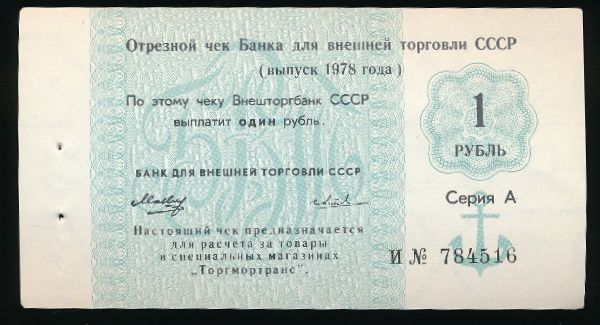 Отрезной чек Банка для внешней торговли СССР
(выпуск 1978 года)
По этому чеку Внешторгбанк СССР
выплатит один рубль.
1
РУБЛЬ
БАНК ДЛЯ ВНЕШНЕЙ ТОРГОВЛИ СССР
Серия А
Настоящий чек предназначается
для расчета за товары
в специальных магазинах
„Торгмортранс".
И № 784516